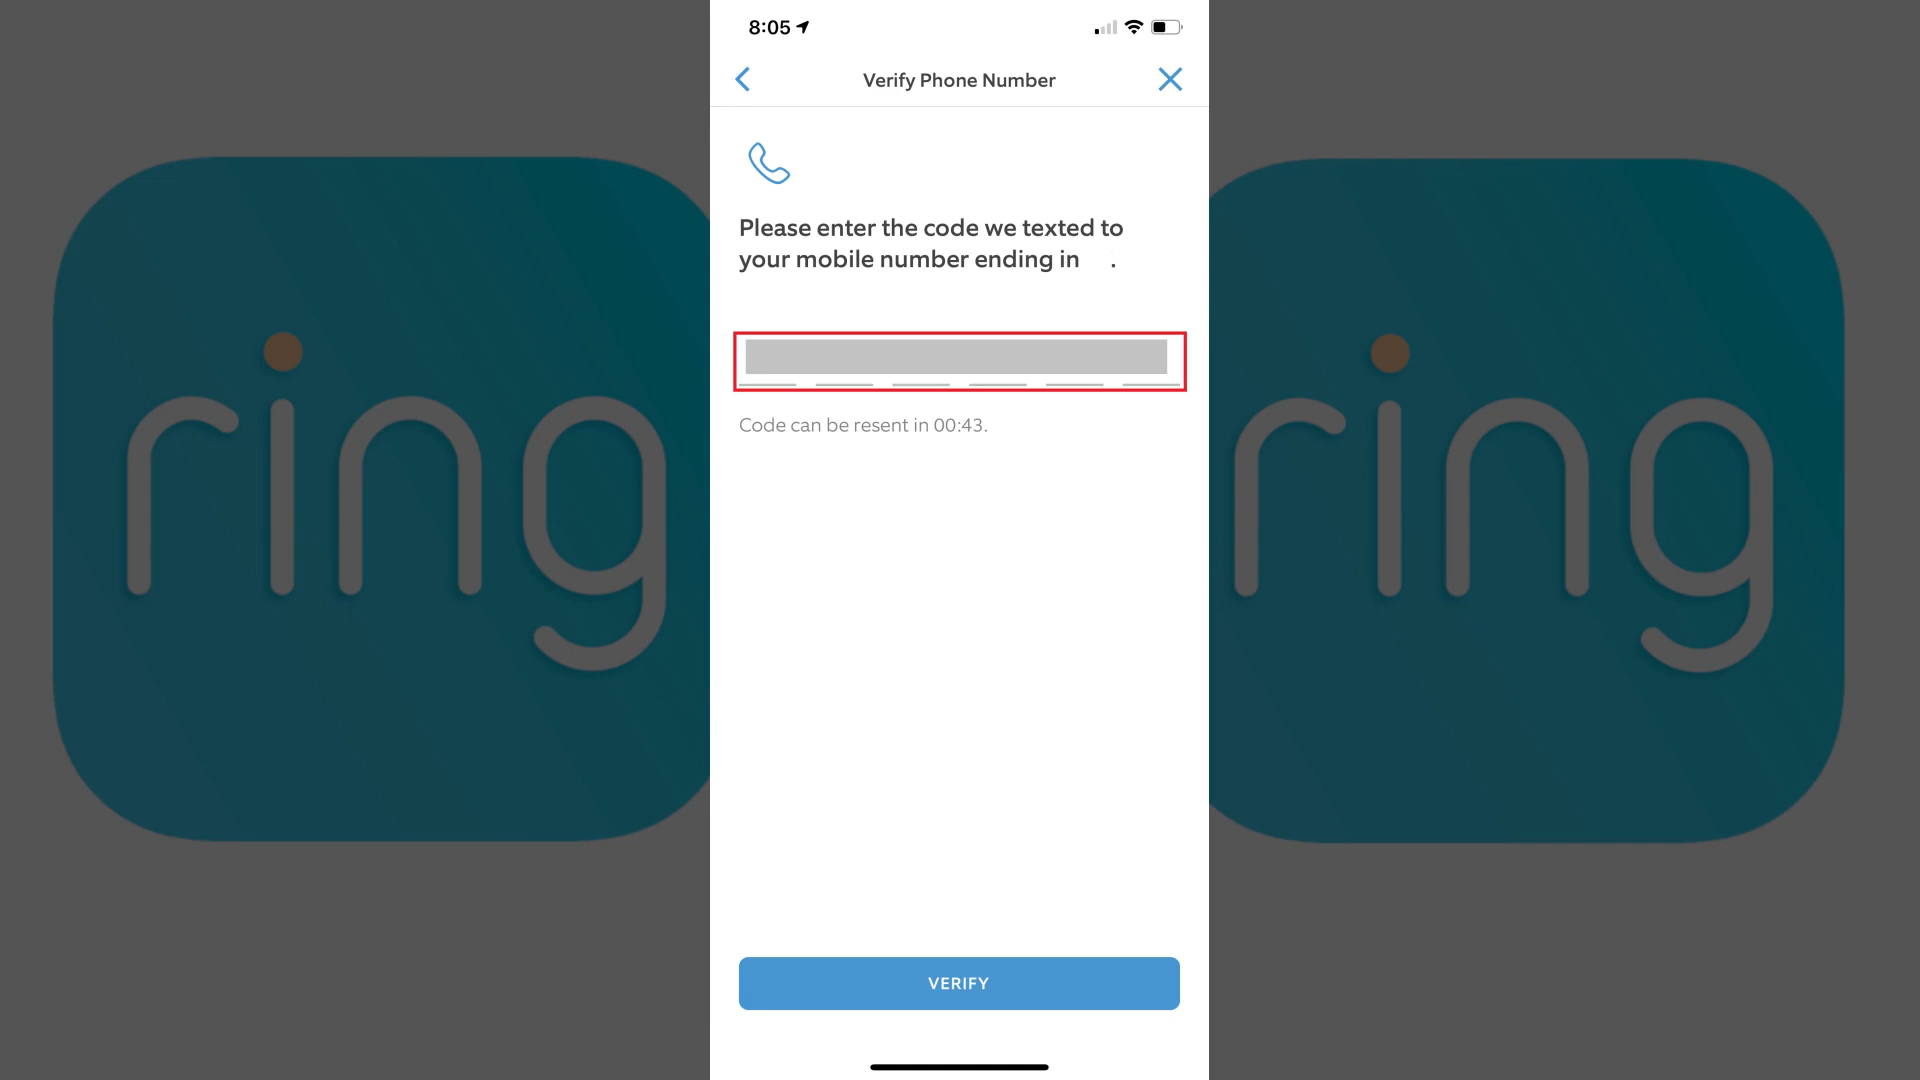 8:05
Verify Phone Number
Please enter the code we texted to
your mobile number ending in .
Code can be resent in 00:43.
VERIFY
ring
ring